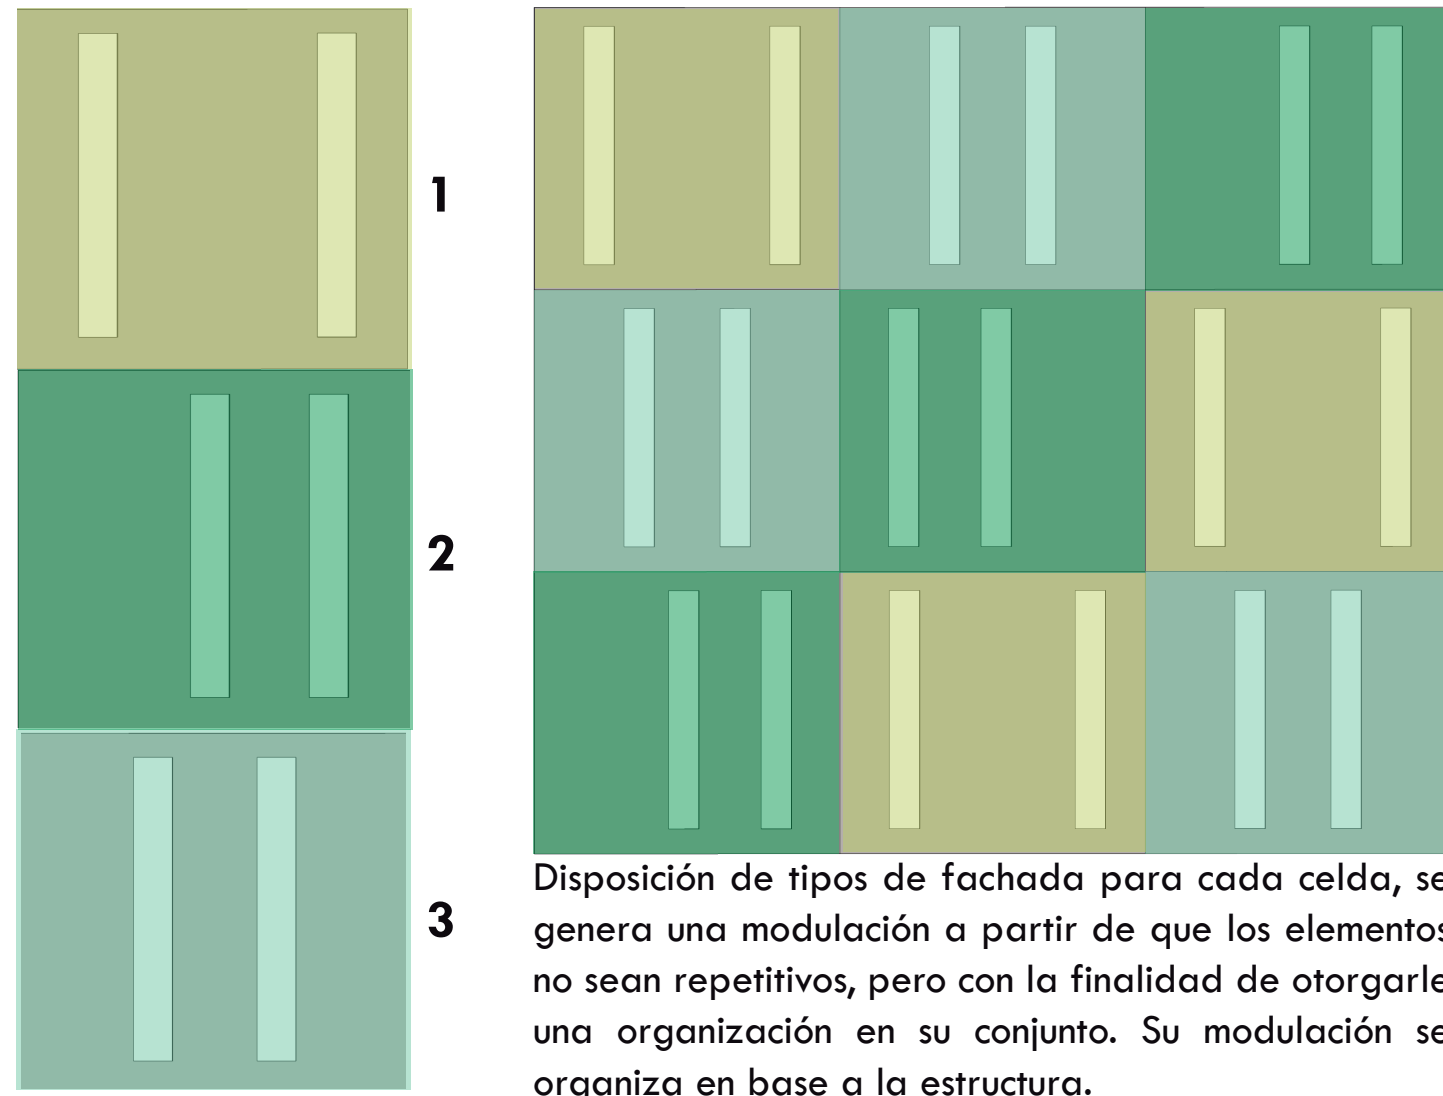 1
2
3
Disposición de tipos de fachada para cada celda, se
genera una modulación a partir de que los elementos
no sean repetitivos, pero con la finalidad de otorgarle
una organización en su conjunto. Su modulación se
organiza en base a la estructura.